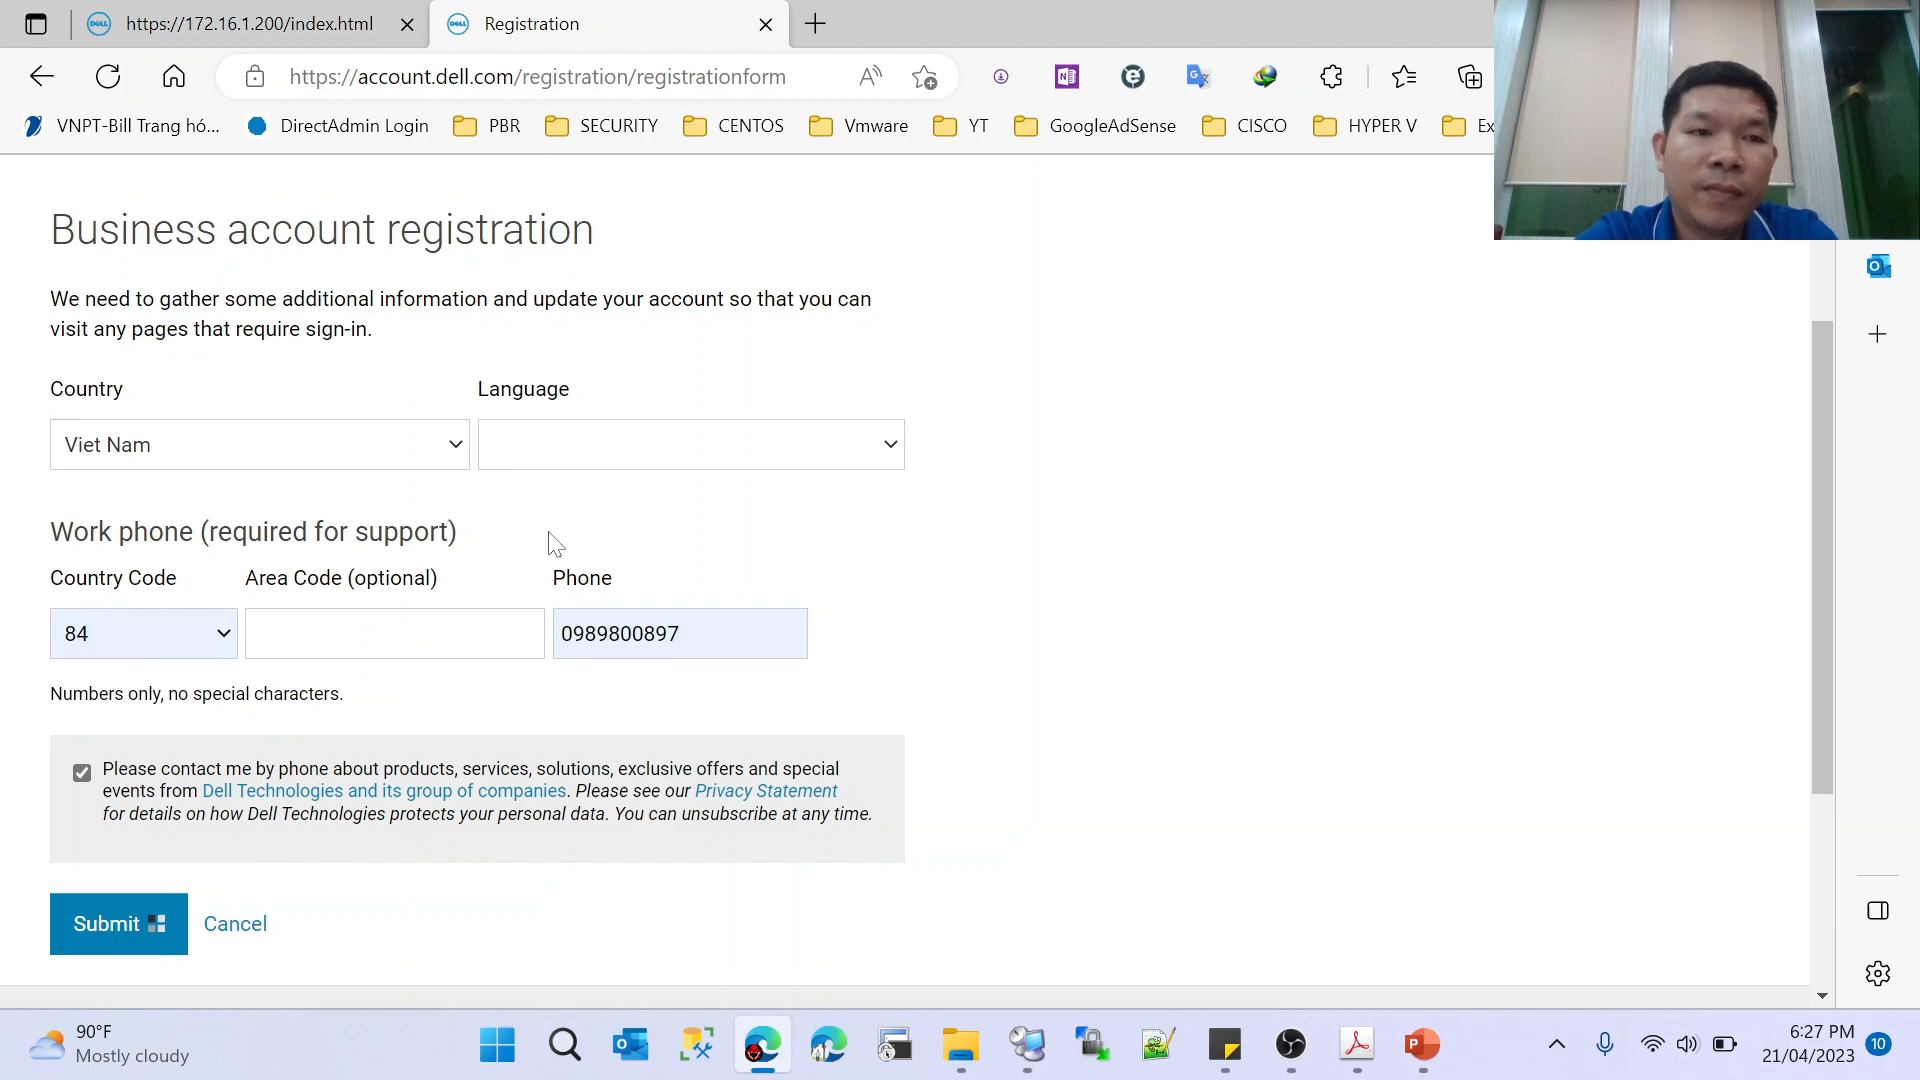 https://172.16.1.200/index.html
Registration
https://account.dell.com/registration/registrationform
VNPT-Bill Trang hó...
DirectAdmin Login
PBR
SECURITY
CENTOS
Vmware
YT
GoogleAdSense
CISCO
HYPER V
Ex
Business account registration
We need to gather some additional information and update your account so that you can
visit any pages that require sign-in.
Country
Language
Viet Nam
Work phone (required for support)
Country Code
Area Code (optional)
Phone
84
0989800897
Numbers only, no special characters.
Please contact me by phone about products, services, solutions, exclusive offers and special
events from Dell Technologies and its group of companies. Please see our Privacy Statement
for details on how Dell Technologies protects your personal data. You can unsubscribe at any time.
Submit
Cancel
90°F
Mostly cloudy
6:27 PM
21/04/2023
10